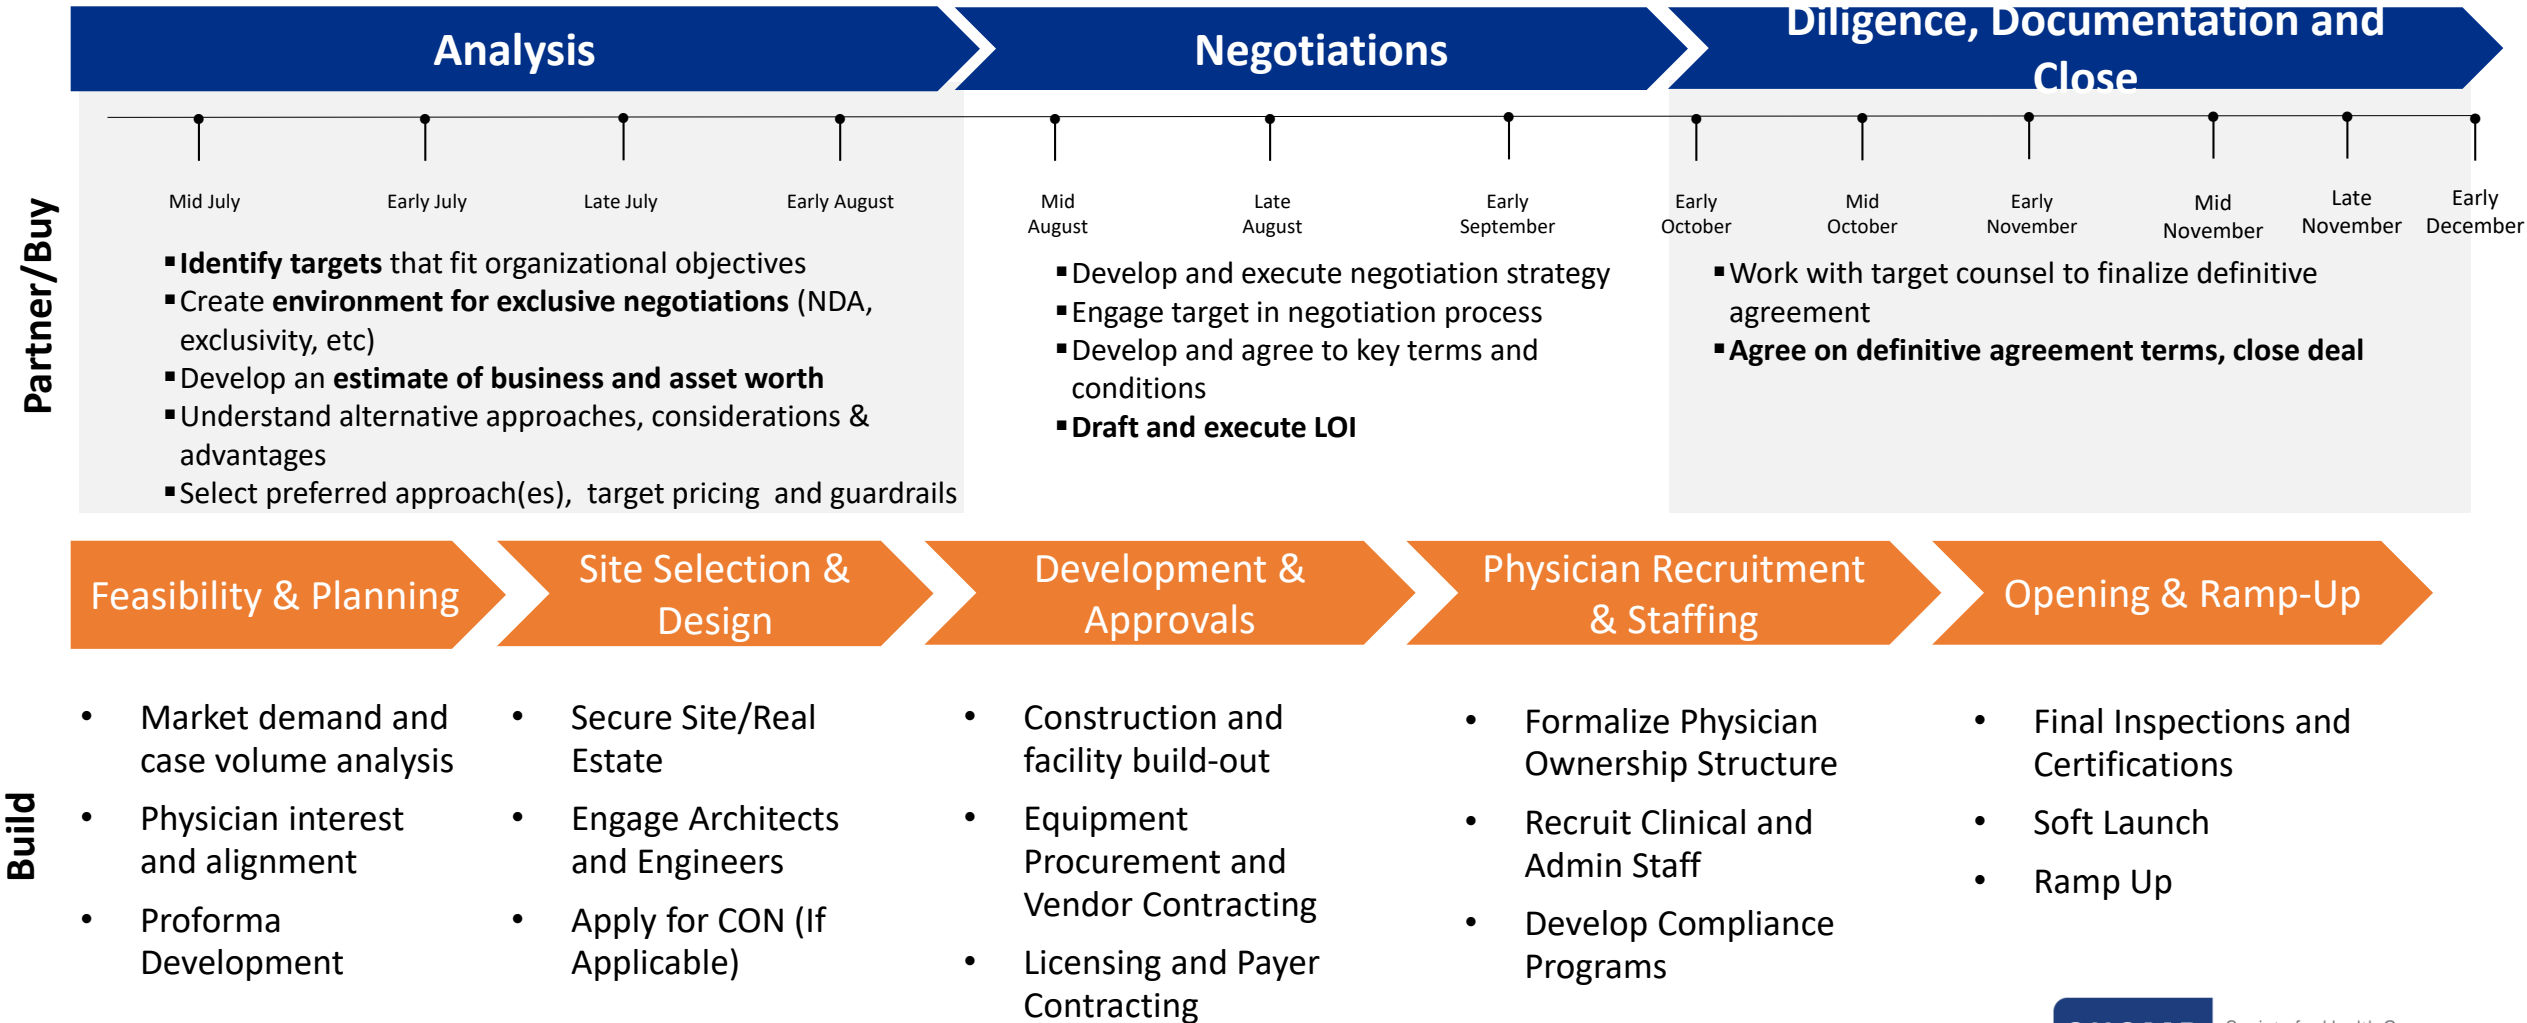 Analysis
Negotiations
Diligence, Documentation and
Close
Partner/Buy
Mid July
Early July
Late July
Early August
Mid
August
Late
August
Early
September
Early
October
Mid
October
Early
November
Mid
November
Late
November
Early
December
▪Identify targets that fit organizational objectives
▪Create environment for exclusive negotiations (NDA,
exclusivity, etc)
▪Develop an estimate of business and asset worth
▪Understand alternative approaches, considerations &
advantages
▪Select preferred approach(es), target pricing and guardrails
▪Develop and execute negotiation strategy
▪Engage target in negotiation process
▪Develop and agree to key terms and
conditions
▪Draft and execute LOI
▪Work with target counsel to finalize definitive
agreement
▪Agree on definitive agreement terms, close deal
Build
Feasibility & Planning
Site Selection &
Design
Development &
Approvals
Physician Recruitment
& Staffing
Opening & Ramp-Up
• Market demand and
case volume analysis
• Physician interest
and alignment
• Proforma
Development
• Secure Site/Real
Estate
• Engage Architects
and Engineers
• Apply for CON (If
Applicable)
• Construction and
facility build-out
• Equipment
Procurement and
Vendor Contracting
• Licensing and Payer
Contracting
• Formalize Physician
Ownership Structure
• Recruit Clinical and
Admin Staff
• Develop Compliance
Programs
• Final Inspections and
Certifications
• Soft Launch
• Ramp Up